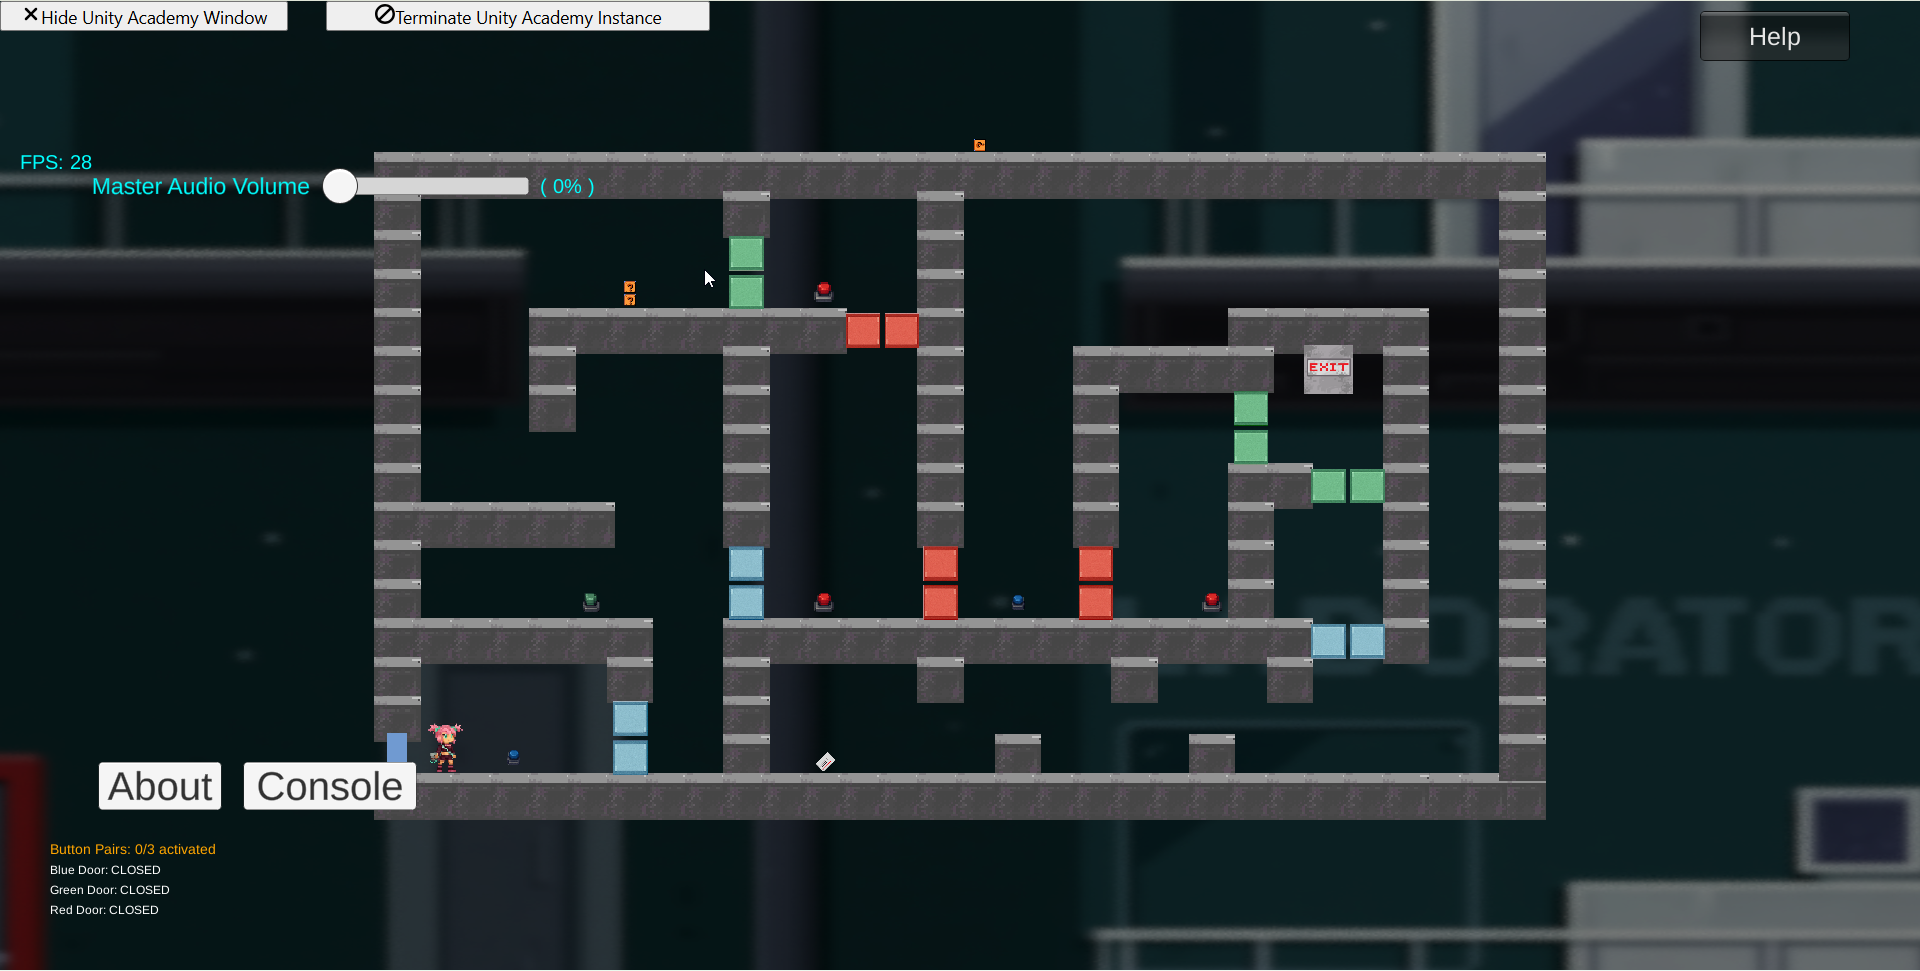 Hide Unity Academy Window
Terminate Unity Academy Instance
Help
FPS: 28
Master Audio Volume
( 0% )
EXIT
ORATOR
About
Console
Button Pairs: 0/3 activated
Blue Door: CLOSED
Green Door: CLOSED
Red Door: CLOSED